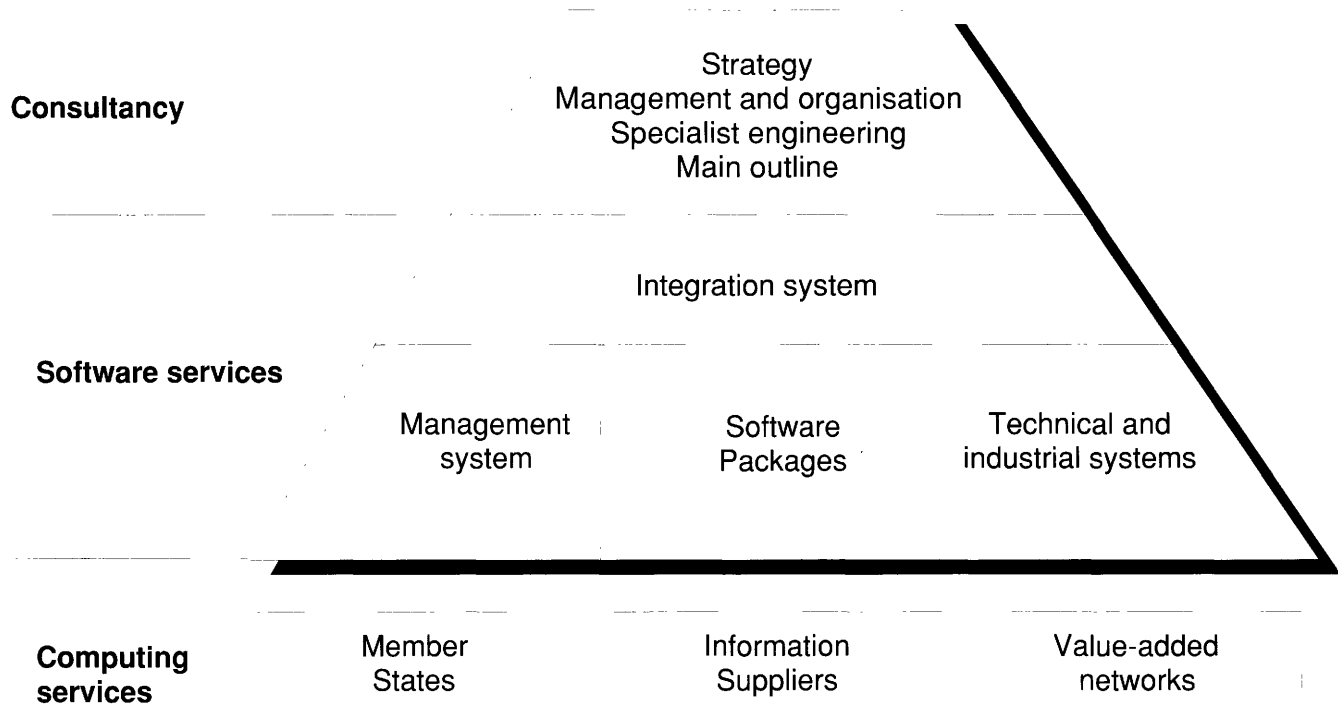 Consultancy
Strategy
Management and organisation
Specialist engineering
Main outline
Integration system
Software services
Management
system
Software
Packages
Technical and
industrial systems
Computing
services
Member
States
Information
Suppliers
Value-added
networks